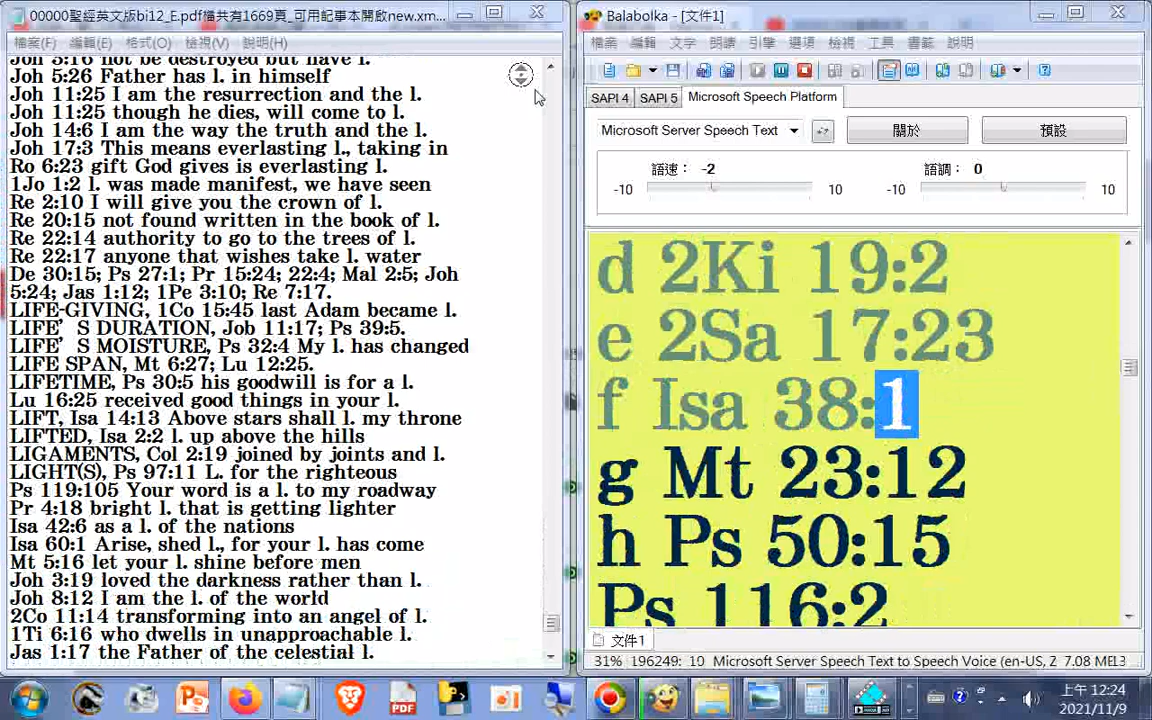 00000聖經英文版bi12_E.pdf檔共有1669頁_可用記事本開啟new.xm...
檔案(F) 編輯(E) 格式(O) 檢視(V) 說明(H)
Joh 3:16 not be destroyed but have l.
Joh 5:26 Father has l. in himself
Joh 11:25 I am the resurrection and the l.
Joh 11:25 though he dies, will come to l.
Joh 14:6 I am the way the truth and the l.
Joh 17:3 This means everlasting l., taking in
Ro 6:23 gift God gives is everlasting l.
1Jo 1:2 l. was made manifest, we have seen
Re 2:10 I will give you the crown of l.
Re 20:15 not found written in the book of l.
Re 22:14 authority to go to the trees of l.
Re 22:17 anyone that wishes take l. water
De 30:15; Ps 27:1; Pr 15:24; 22:4; Mal 2:5; Joh
5:24; Jas 1:12; 1Pe 3:10; Re 7:17.
LIFE-GIVING, 1Co 15:45 last Adam became l.
LIFE’S DURATION, Job 11:17; Ps 39:5.
LIFE’S MOISTURE, Ps 32:4 My l. has changed
LIFE SPAN, Mt 6:27; Lu 12:25.
LIFETIME, Ps 30:5 his goodwill is for a l.
Lu 16:25 received good things in your l.
LIFT, Isa 14:13 Above stars shall l. my throne
LIFTED, Isa 2:2 l. up above the hills
LIGAMENTS, Col 2:19 joined by joints and l.
LIGHT(S), Ps 97:11 L. for the righteous
Ps 119:105 Your word is a l. to my roadway
Pr 4:18 bright l. that is getting lighter
Isa 42:6 as a l. of the nations
Isa 60:1 Arise, shed l., for your l. has come
Mt 5:16 let your l. shine before men
Joh 3:19 loved the darkness rather than l.
Joh 8:12 I am the l. of the world
2Co 11:14 transforming into an angel of l.
1Ti 6:16 who dwells in unapproachable l.
Jas 1:17 the Father of the celestial l.
Balabolka - [文件1]
檔案 編輯 文字 朗讀 引擎 選項 檢視 工具 書籤 說明
SAPI 4 SAPI 5 Microsoft Speech Platform
Microsoft Server Speech Text 關於 預設
語速： -2 語調： 0
-10 10 -10 10
d 2Ki 19:2
e 2Sa 17:23
f Isa 38:1
g Mt 23:12
h Ps 50:15
Ps 116:2
文件1
31% 196249: 10 Microsoft Server Speech Text to Speech Voice (en-US, Z 7.08 МЕІЗ
PDF
上午 12:24
2021/11/9